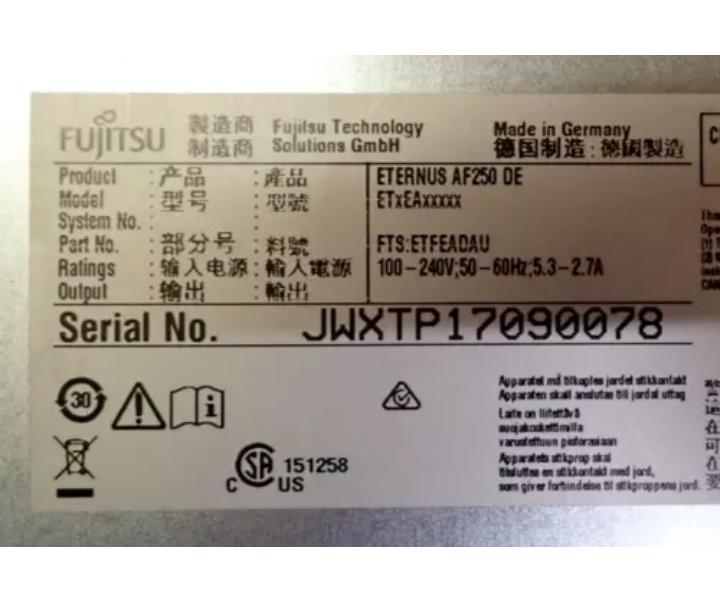 FUJITSU 製造商 Fujitsu Technology Made in Germany
制造商 Solutions GmbH 德国制造 : 德國製造
Product : 产品 : 產品 ETERNUS AF250 DE
Model : 型号 : 型號 ETxEAxxxxx
System No. : :
Part No. : 部分号 : 料號 FTS:ETFEADAU
Ratings : 输入电源 : 輸入電源 100-240V;50-60Hz;5.3-2.7A
Output : 输出 : 輸出
Serial No. JWXTP17090078
30
Apparatet må tilkoples jordet stikkontakt
Apparaten skall anslutas till jordat uttag
Laite on liitettävä
suojakoskettimilla
varustettuun pistorasiaan
Apparatets stikprop skal
tilsluttes en stikkontakt med jord,
som giver forbindelse til stikproppens jord.
C SA US 151258
在
可
在
要